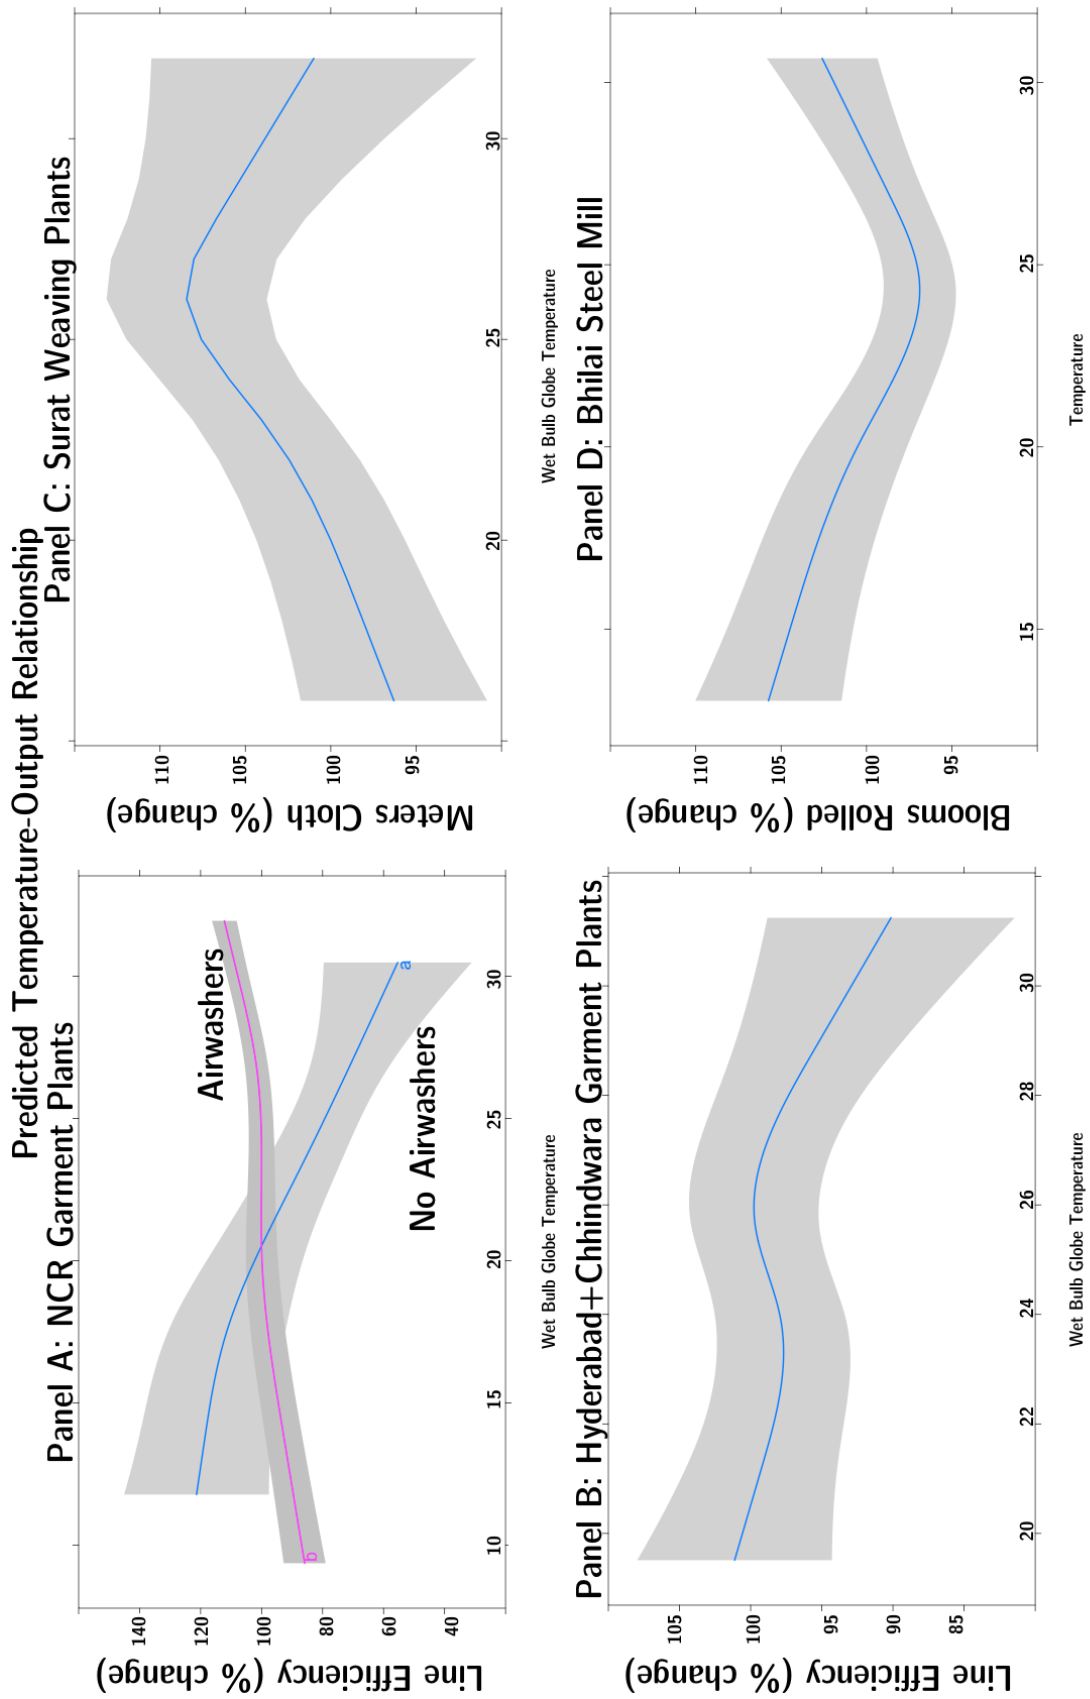 Predicted Temperature-Output Relationship
Panel A: NCR Garment Plants
Line Efficiency (% change)
140
120
100
80
60
40
Airwashers
No Airwashers
a
b
10
15
20
25
30
Wet Bulb Globe Temperature
Panel C: Surat Weaving Plants
Meters Cloth (% change)
110
105
100
95
20
25
30
Wet Bulb Globe Temperature
Panel B: Hyderabad+Chhindwara Garment Plants
Line Efficiency (% change)
105
100
95
90
85
20
22
24
26
28
30
Wet Bulb Globe Temperature
Panel D: Bhilai Steel Mill
Blooms Rolled (% change)
110
105
100
95
15
20
25
30
Temperature